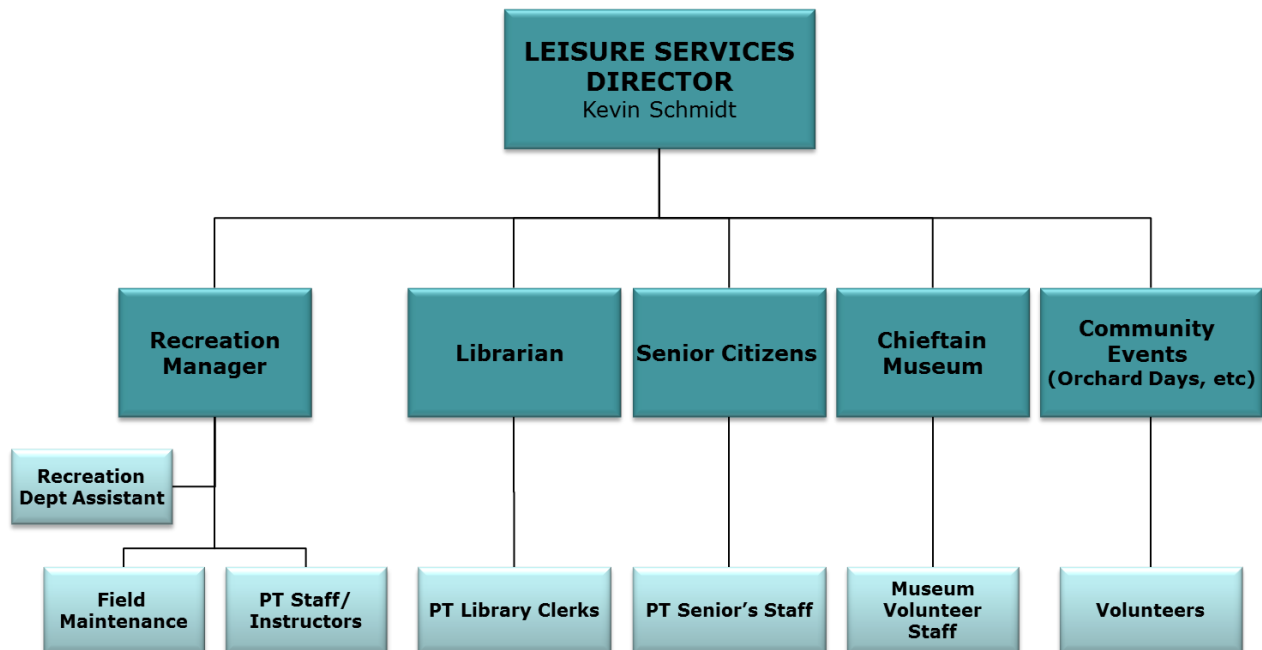 LEISURE SERVICES
DIRECTOR
Kevin Schmidt
Recreation
Manager
Librarian
Senior Citizens
Chieftain
Museum
Community
Events
(Orchard Days, etc)
Recreation
Dept Assistant
Field
Maintenance
PT Staff/
Instructors
PT Library Clerks
PT Senior’s Staff
Museum
Volunteer
Staff
Volunteers